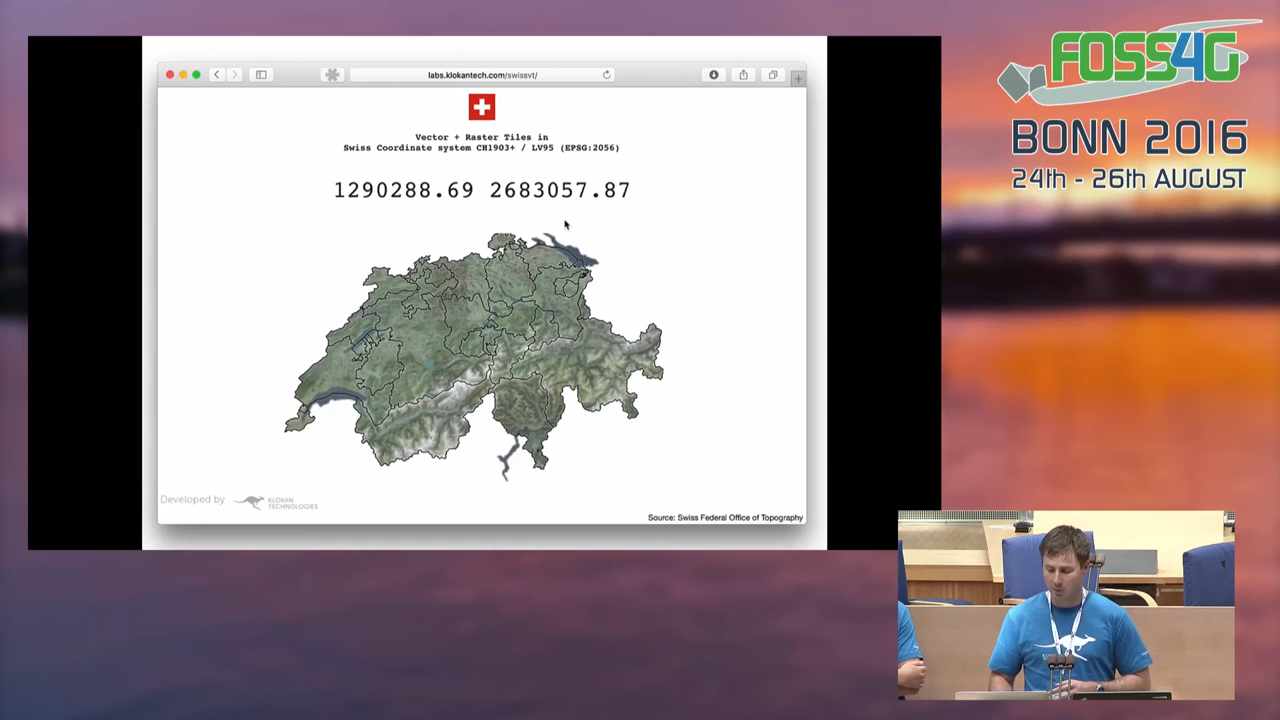 labs.klokantech.com/swissvt/
Vector + Raster Tiles in
Swiss Coordinate system CH1903+ / LV95 (EPSG:2056)
1290288.69 2683057.87
Developed by
KLOKAN
TECHNOLOGIES
Source: Swiss Federal Office of Topography
FOSS4G
BONN 2016
24th - 26th AUGUST